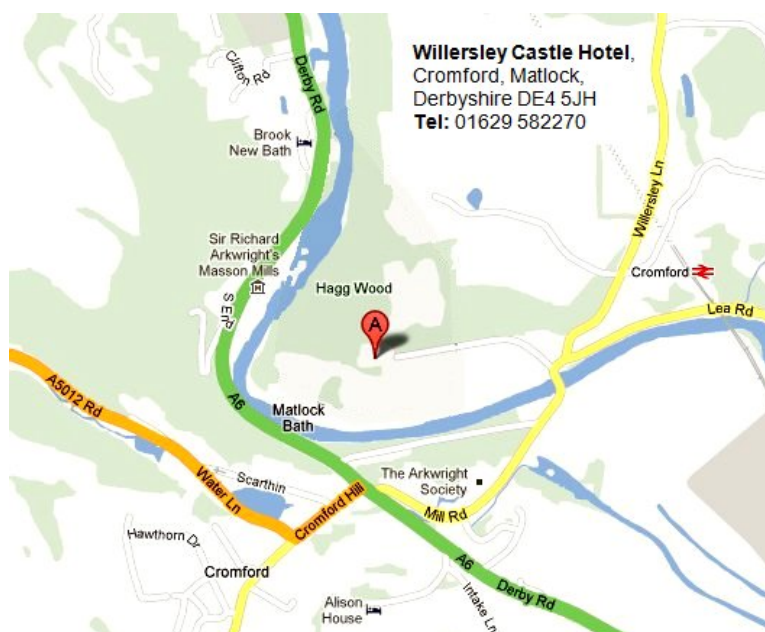 Willersley Castle Hotel,
Cromford, Matlock,
Derbyshire DE4 5JH
Tel: 01629 582270
Clifton Rd
Derby Rd
Brook
New Bath
Willersley Ln
Sir Richard
Arkwright's
Masson Mills
Cromford
Hagg Wood
S End
Lea Rd
A
A5012 Rd
A6
Matlock
Bath
Scarthin
The Arkwright
Society
Water Ln
Cromford Hill
Mill Rd
Hawthorn Dr
Cromford
A6
Intake Ln
Derby Rd
Alison
House